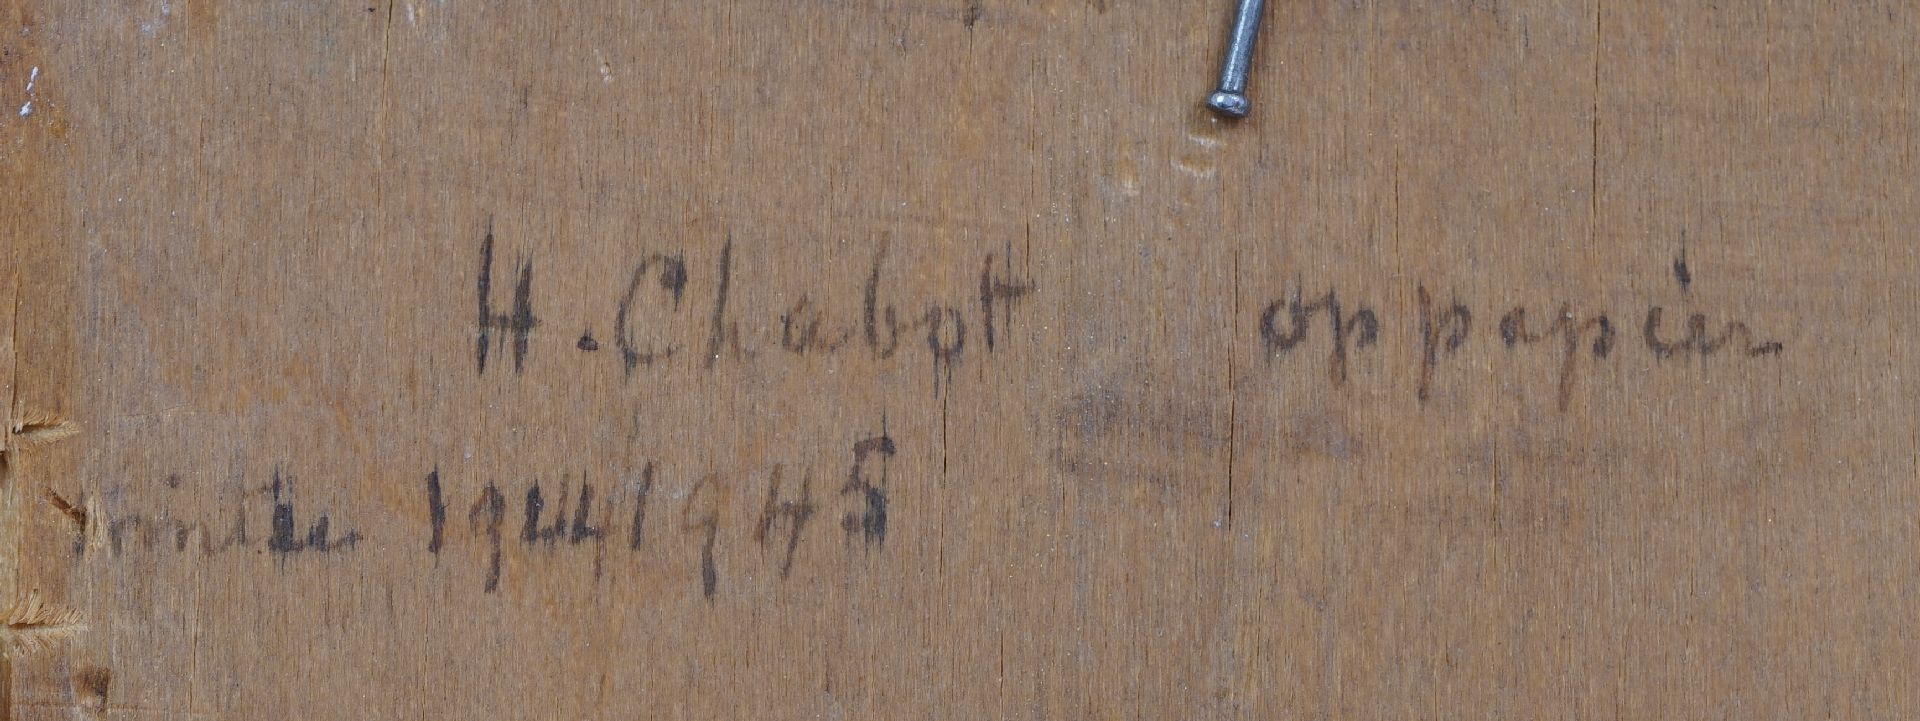 H. Chabot op papier
winter 1944 1945